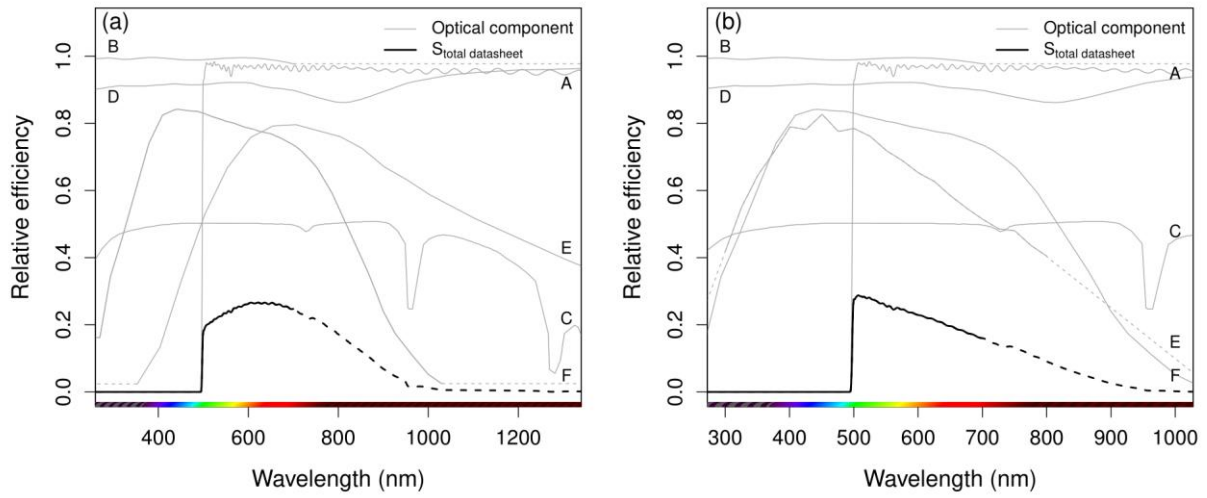 (a)
Optical component
S_total datasheet
B
A
D
E
C
F
Relative efficiency
0.0 0.2 0.4 0.6 0.8 1.0
400 600 800 1000 1200
Wavelength (nm)
(b)
Optical component
S_total datasheet
B
A
D
C
E
F
Relative efficiency
0.0 0.2 0.4 0.6 0.8 1.0
300 400 500 600 700 800 900 1000
Wavelength (nm)